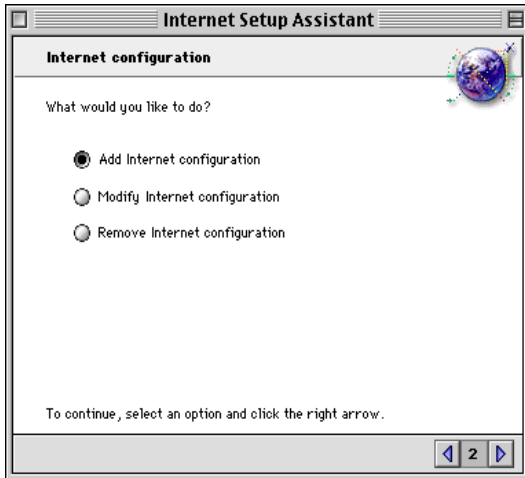 Internet Setup Assistant
Internet configuration
What would you like to do?
Add Internet configuration
Modify Internet configuration
Remove Internet configuration
To continue, select an option and click the right arrow.
2